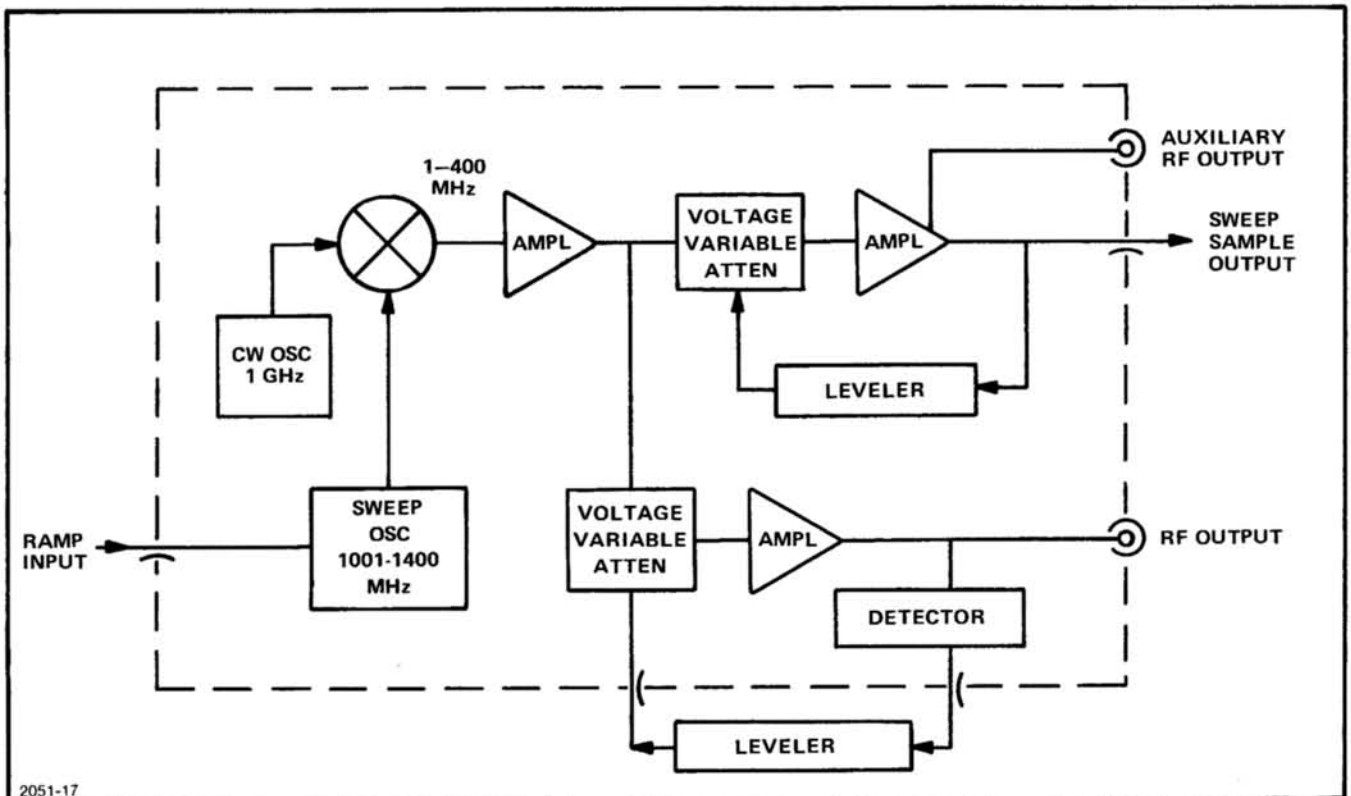 AUXILIARY
RF OUTPUT
1–400
MHz
AMPL
VOLTAGE
VARIABLE
ATTEN
AMPL
SWEEP
SAMPLE
OUTPUT
CW OSC
1 GHz
LEVELER
RAMP
INPUT
SWEEP
OSC
1001-1400
MHz
VOLTAGE
VARIABLE
ATTEN
AMPL
RF OUTPUT
DETECTOR
LEVELER
2051-17